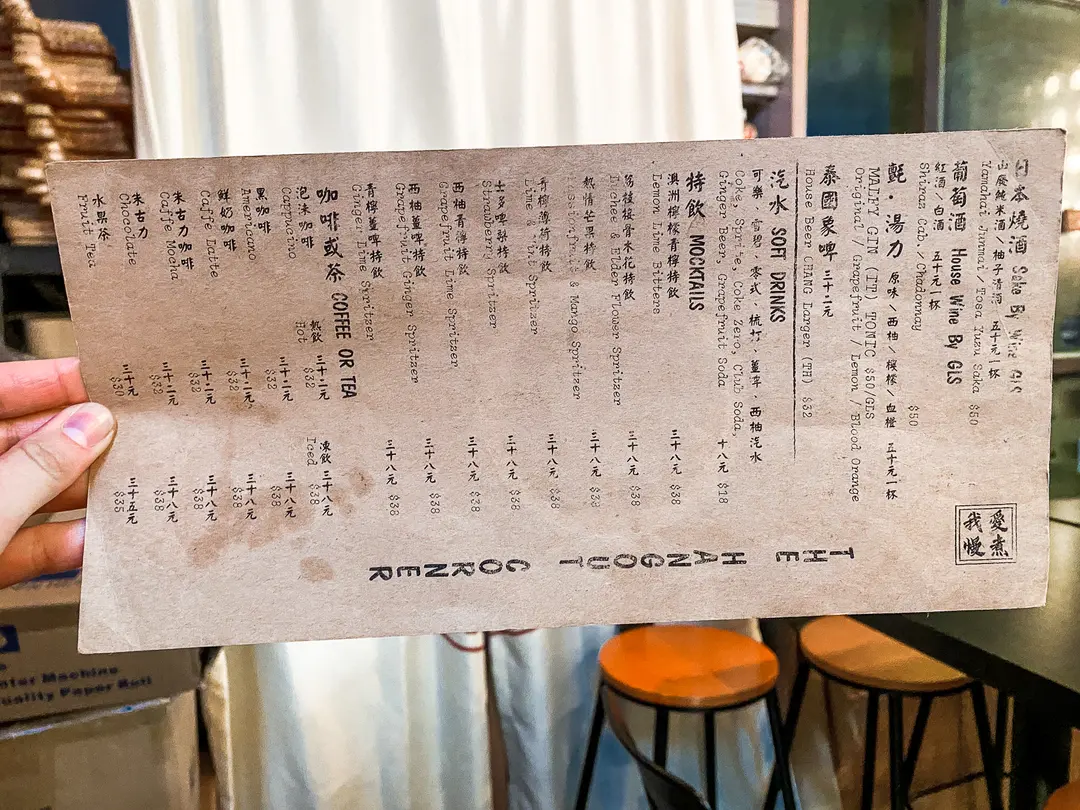 日本燒酒 Sake By Wine Gls
山廢純米酒／柚子清酒 五十元一杯
Yamahai Junmai / Tosa Yuzu Sake $50
葡萄酒 House Wine By Gls
紅酒／白酒 五十元一杯
Shiraz Cab. / Chadonnay $50
氈・湯力 原味／西柚／檸檬／血橙 五十元一杯
MALFY GIN (IT) TONIC $50/GLS
Original / Grapefruit / Lemon / Blood Orange
泰國象啤 三十二元
House Beer CHANG Larger (TH) $32
汽水 SOFT DRINKS
可樂，雪碧，零式，梳打，薑啤，西柚汽水
Coke, Sprite, Coke Zero, Club Soda,
十八元
Ginger Beer, Grapefruit Soda $18
特飲 MOCKTAILS
澳洲檸檬青檸特飲 三十八元
Lemon Lime Bitters $38
荔枝接骨木花特飲 三十八元
Lichee & Elder Flower Spritzer $38
熱情芒果特飲 三十八元
Passionfruit & Mango Spritzer $38
青檸薄荷特飲 三十八元
Lime & Mint Spritzer $38
士多啤梨特飲 三十八元
Strawberry Spritzer $38
西柚青檸特飲 三十八元
Grapefruit Lime Spritzer $38
西柚薑啤特飲 三十八元
Grapefruit Ginger Spritzer $38
青檸薑啤特飲 三十八元
Ginger Lime Spritzer $38
咖啡或茶 COFFEE OR TEA
熱飲 凍飲
Hot Iced
泡沫咖啡 三十二元 三十八元
Cappuccino $32 $38
黑咖啡 三十二元 三十八元
Americano $32 $38
鮮奶咖啡 三十二元 三十八元
Caffe Latte $32 $38
朱古力咖啡 三十二元 三十八元
Caffe Mocha $32 $38
朱古力 三十二元 三十八元
Chocolate $32 $38
水果茶 三十元 三十五元
Fruit Tea $30 $35
愛煮
我慢
THE HANGOUT CORNER
Machine
Paper Roll